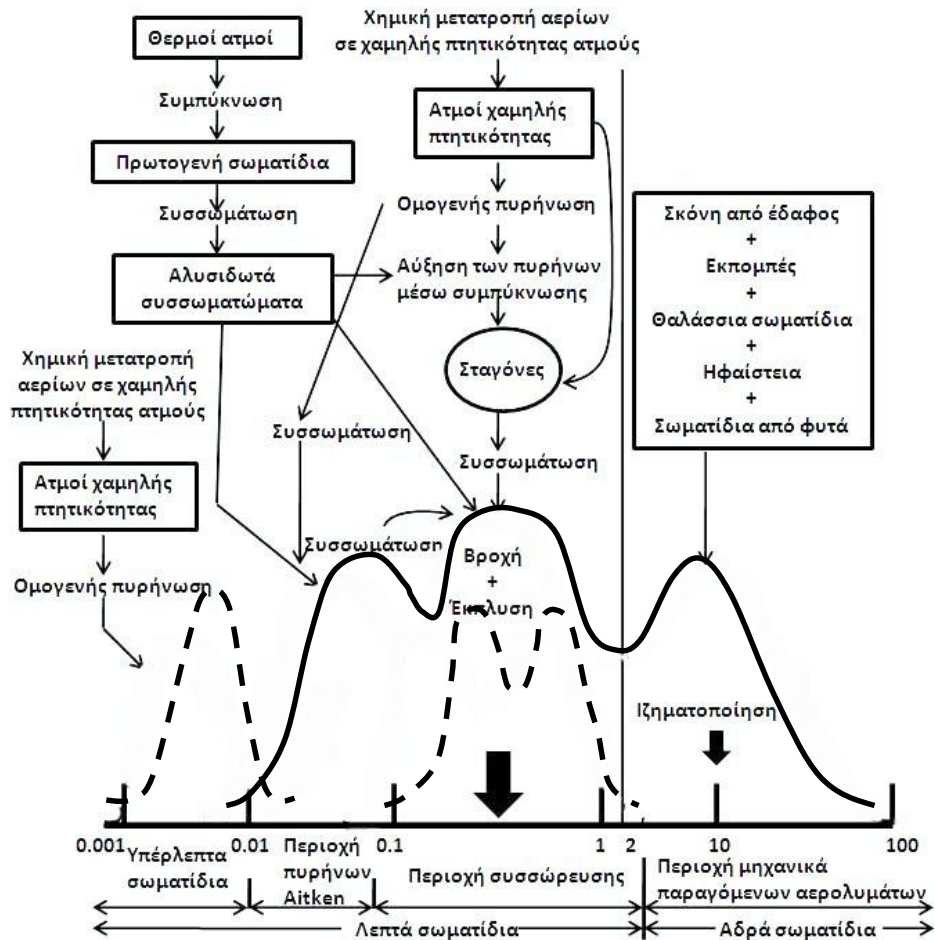 Θερμοί ατμοί
Συμπύκνωση
Πρωτογενή σωματίδια
Συσσωμάτωση
Αλυσιδωτά
συσσωματώματα
Χημική μετατροπή αερίων
σε χαμηλής πτητικότητας ατμούς
Ατμοί χαμηλής
πτητικότητας
Ομογενής πυρήνωση
Αύξηση των πυρήνων
μέσω συμπύκνωσης
Σταγόνες
Συσσωμάτωση
Σκόνη από έδαφος
+
Εκπομπές
+
Θαλάσσια σωματίδια
+
Ηφαίστεια
+
Σωματίδια από φυτά
Χημική μετατροπή
αερίων σε χαμηλής
πτητικότητας ατμούς
Ατμοί χαμηλής
πτητικότητας
Ομογενής πυρήνωση
Συσσωμάτωση
Συσσωμάτωση
Βροχή
+
Έκπλυση
Ιζηματοποίηση
0.001 0.01 0.1 1 2 10 100
Υπέρλεπτα
σωματίδια
Περιοχή
πυρήνων
Aitken
Περιοχή συσσώρευσης
Περιοχή μηχανικά
παραγόμενων αερολυμάτων
Λεπτά σωματίδια
Αδρά σωματίδια